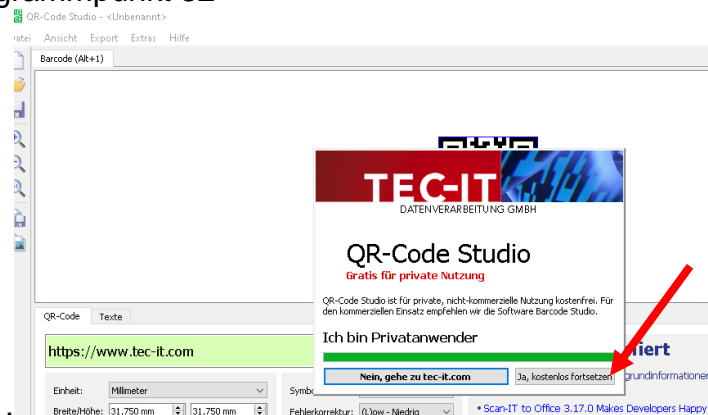 QR-Code Studio - <Unbenannt>
Ansicht Export Extras Hilfe
Barcode (Alt+1)
TEC-IT
DATENVERARBEITUNG GMBH
QR-Code Studio
Gratis für private Nutzung
QR-Code Studio ist für private, nicht-kommerzielle Nutzung kostenfrei. Für
den kommerziellen Einsatz empfehlen wir die Software Barcode Studio.
Ich bin Privatanwender
Nein, gehe zu tec-it.com
Ja, kostenlos fortsetzen
QR-Code Texte
https://www.tec-it.com
Einheit: Millimeter
Breite/Höhe: 31,750 mm 31,750 mm
Fehlerkorrektur: (L)ow - Niedrig
• Scan-IT to Office 3.17.0 Makes Developers Happy